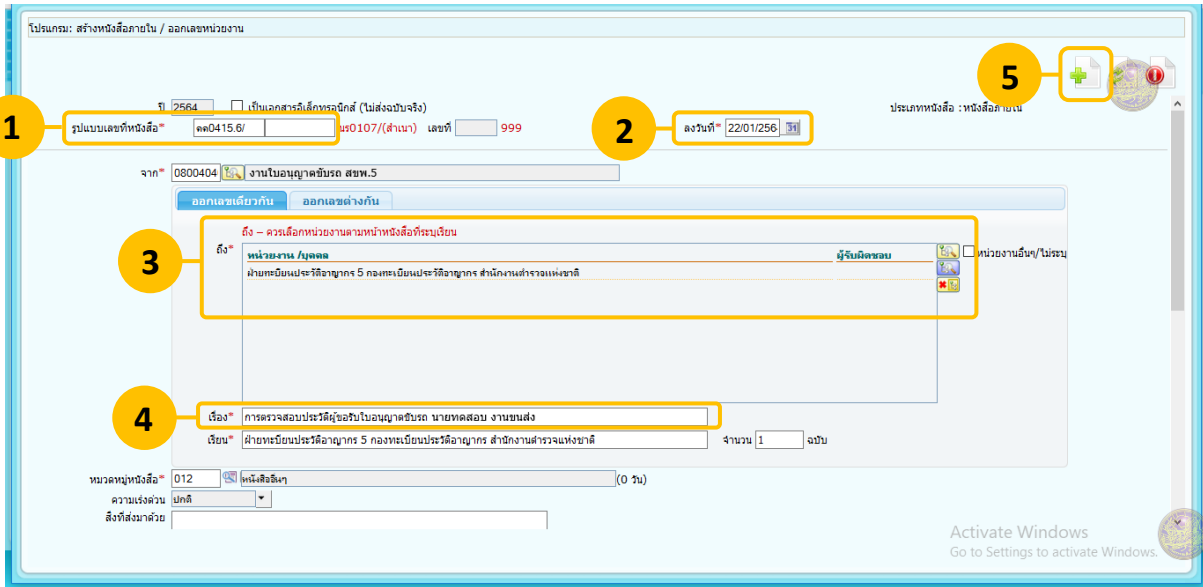 โปรแกรม: สร้างหนังสือภายใน / ออกเลขหน่วยงาน
5
ปี 2564 เป็นเอกสารอิเล็กทรอนิกส์ (ไม่ส่งฉบับจริง) ประเภทหนังสือ :หนังสือภายใน
1 รูปแบบเลขที่หนังสือ* คค0415.6/ นร0107/(สำเนา) เลขที่ 999 2 ลงวันที่* 22/01/256 31
จาก* 0800404 งานใบอนุญาตขับรถ สขพ.5
ออกเลขเดียวกัน ออกเลขต่างกัน
ถึง – ควรเลือกหน่วยงานตามหน้าหนังสือที่ระบุเรียน
3 ถึง* หน่วยงาน /บุคคล ผู้รับผิดชอบ หน่วยงานอื่นๆ/ไม่ระบุ
ฝ่ายทะเบียนประวัติอาญากร 5 กองทะเบียนประวัติอาญากร สำนักงานตำรวจแห่งชาติ
4 เรื่อง* การตรวจสอบประวัติผู้ขอรับใบอนุญาตขับรถ นายทดสอบ งานขนส่ง
เรียน* ฝ่ายทะเบียนประวัติอาญากร 5 กองทะเบียนประวัติอาญากร สำนักงานตำรวจแห่งชาติ จำนวน 1 ฉบับ
หมวดหมู่หนังสือ* 012 หนังสืออื่นๆ (0 วัน)
ความเร่งด่วน ปกติ
สิ่งที่ส่งมาด้วย
Activate Windows
Go to Settings to activate Windows.